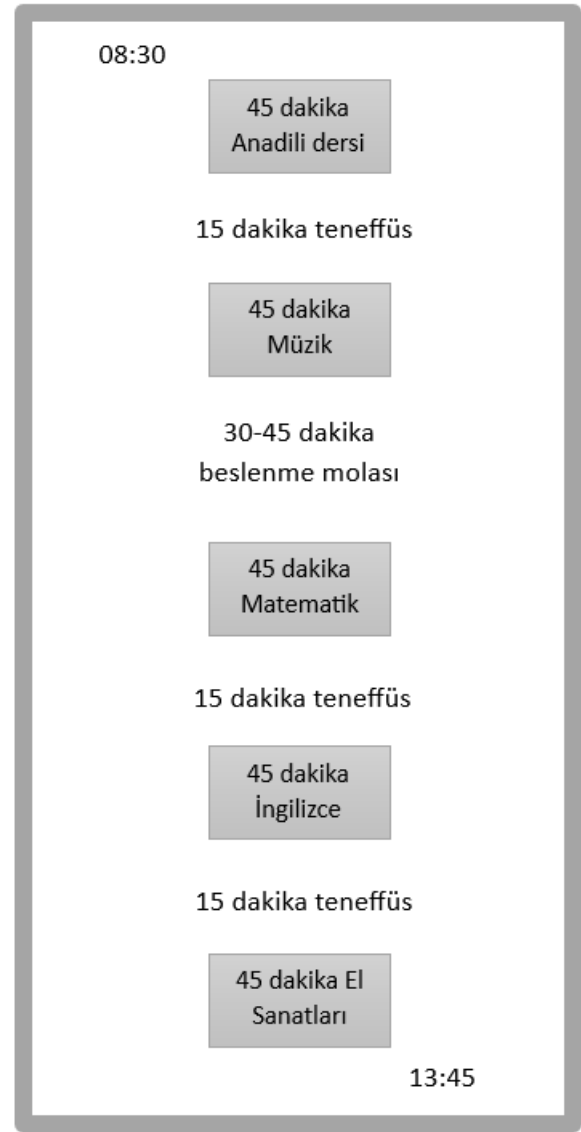 08:30
45 dakika
Anadili dersi
15 dakika teneffüs
45 dakika
Müzik
30-45 dakika
beslenme molası
45 dakika
Matematik
15 dakika teneffüs
45 dakika
İngilizce
15 dakika teneffüs
45 dakika El
Sanatları
13:45